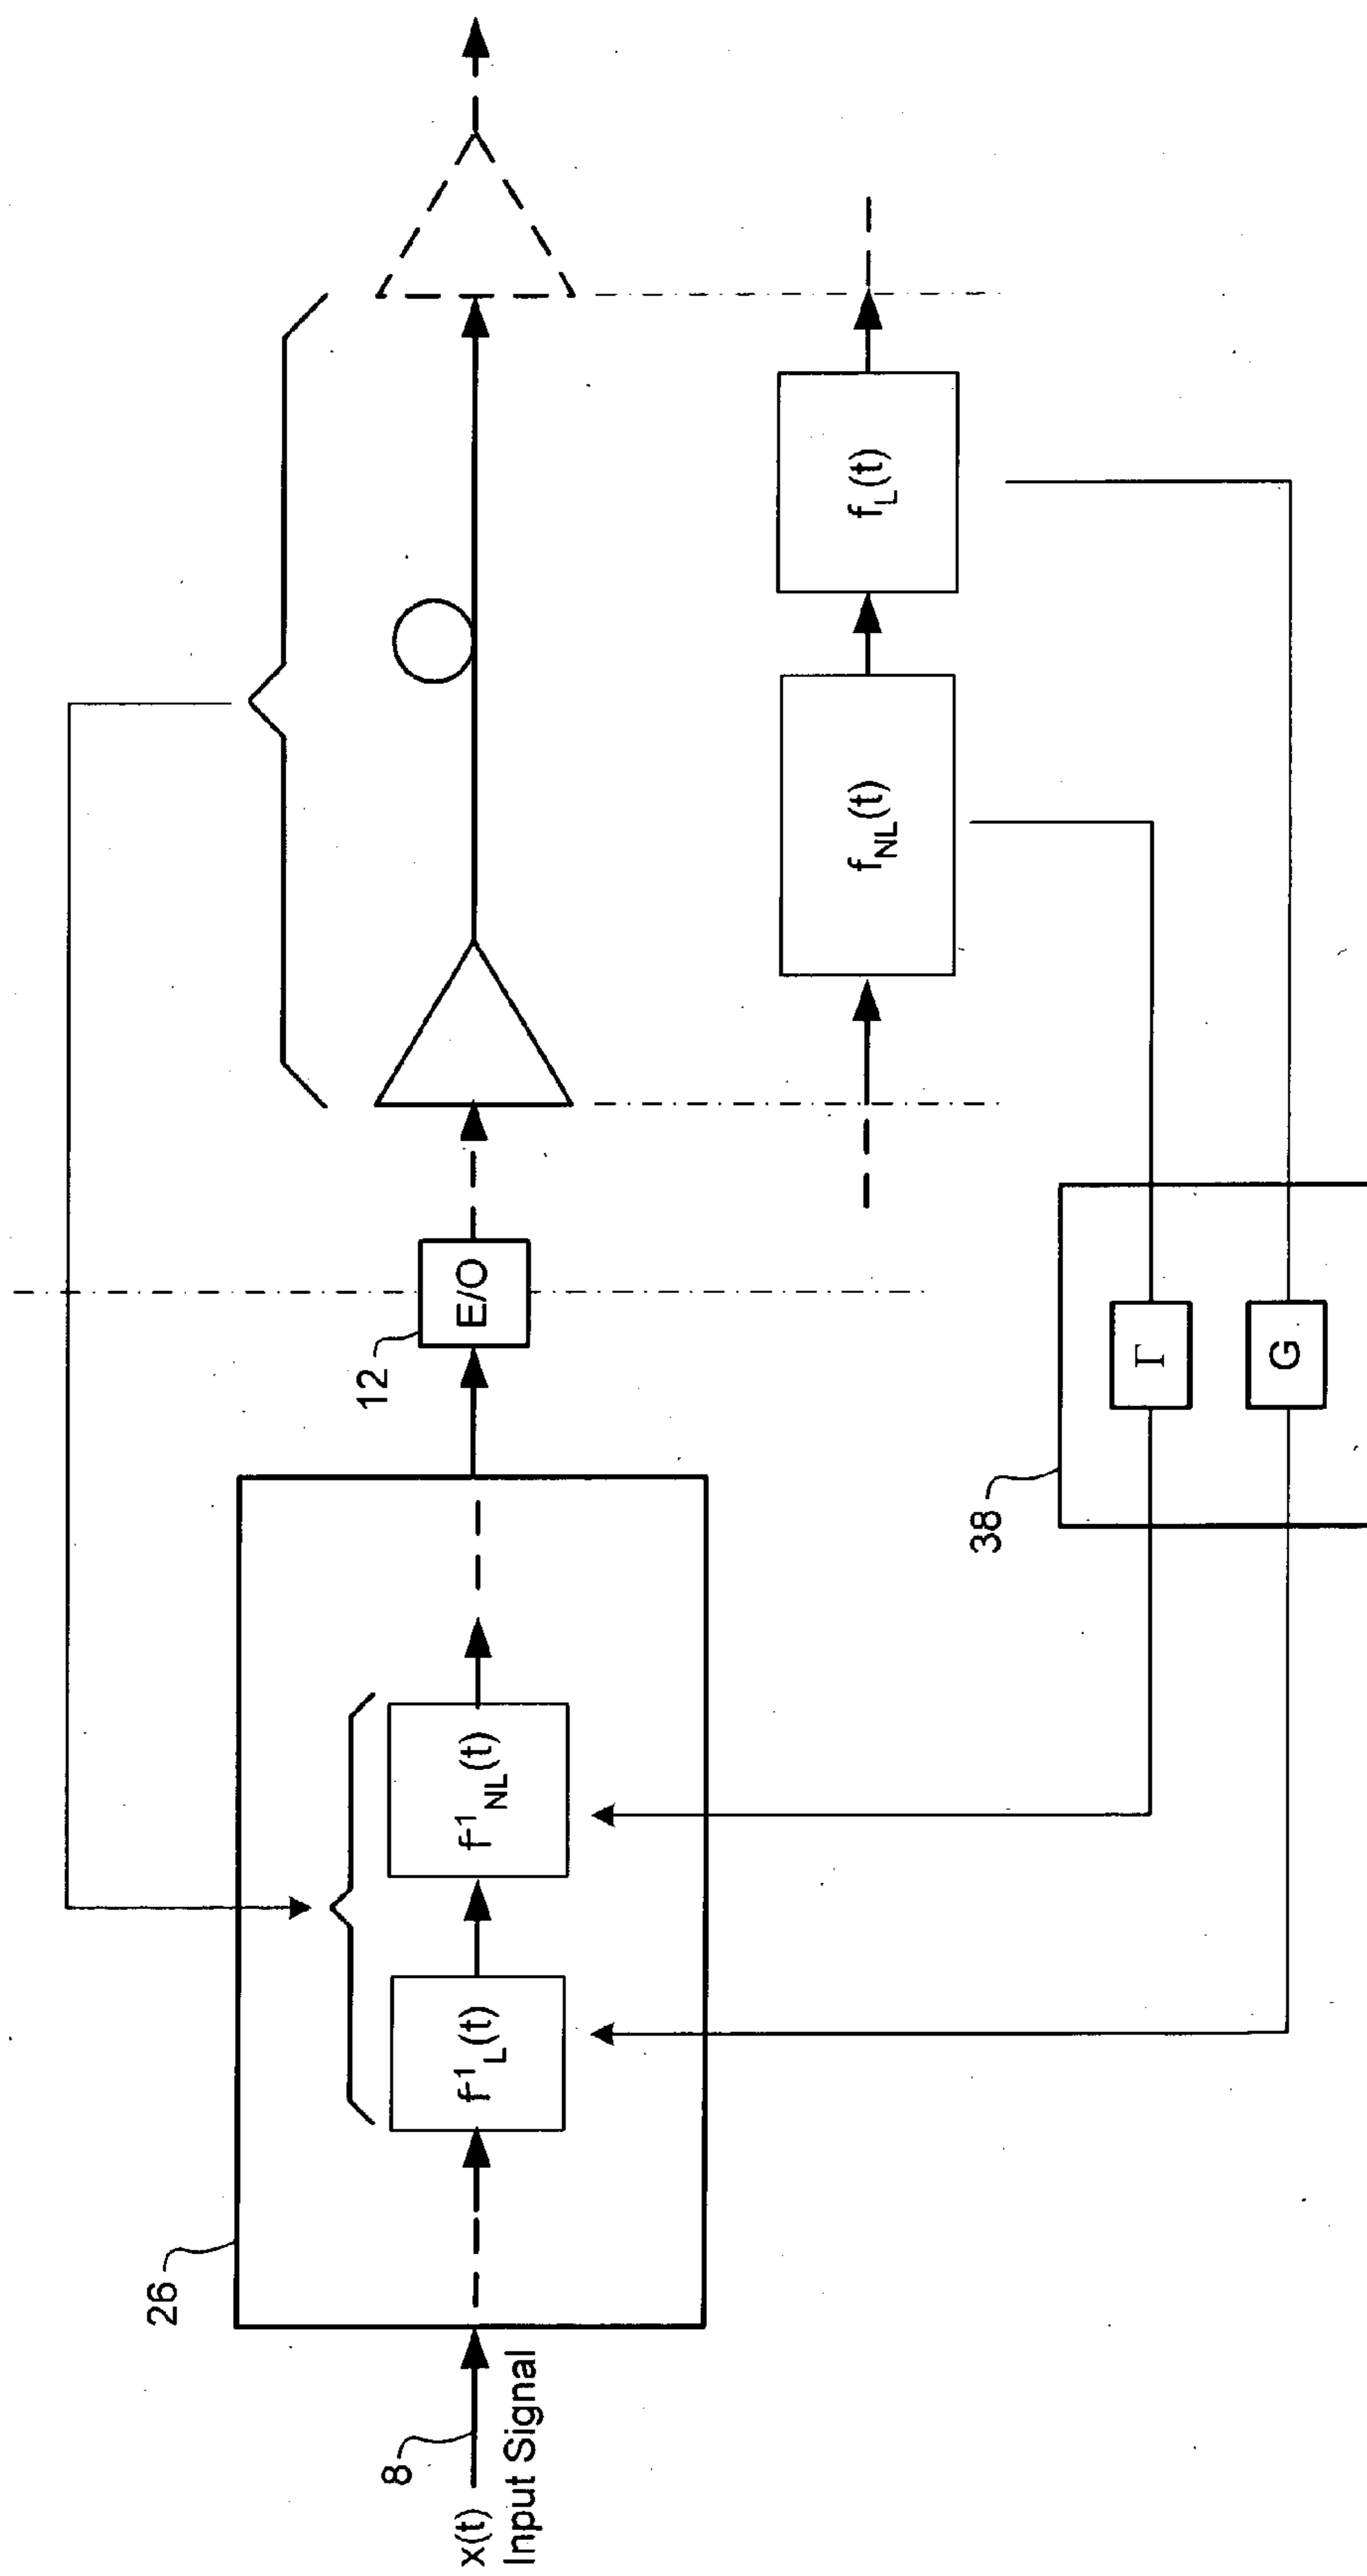 x(t)
Input Signal
8
26
f⁻¹L(t)
f⁻¹NL(t)
12
E/O
fNL(t)
fL(t)
38
Γ
G